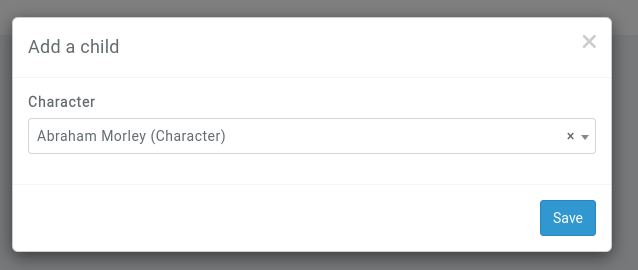 Add a child
×
Character
Abraham Morley (Character)
×
Save